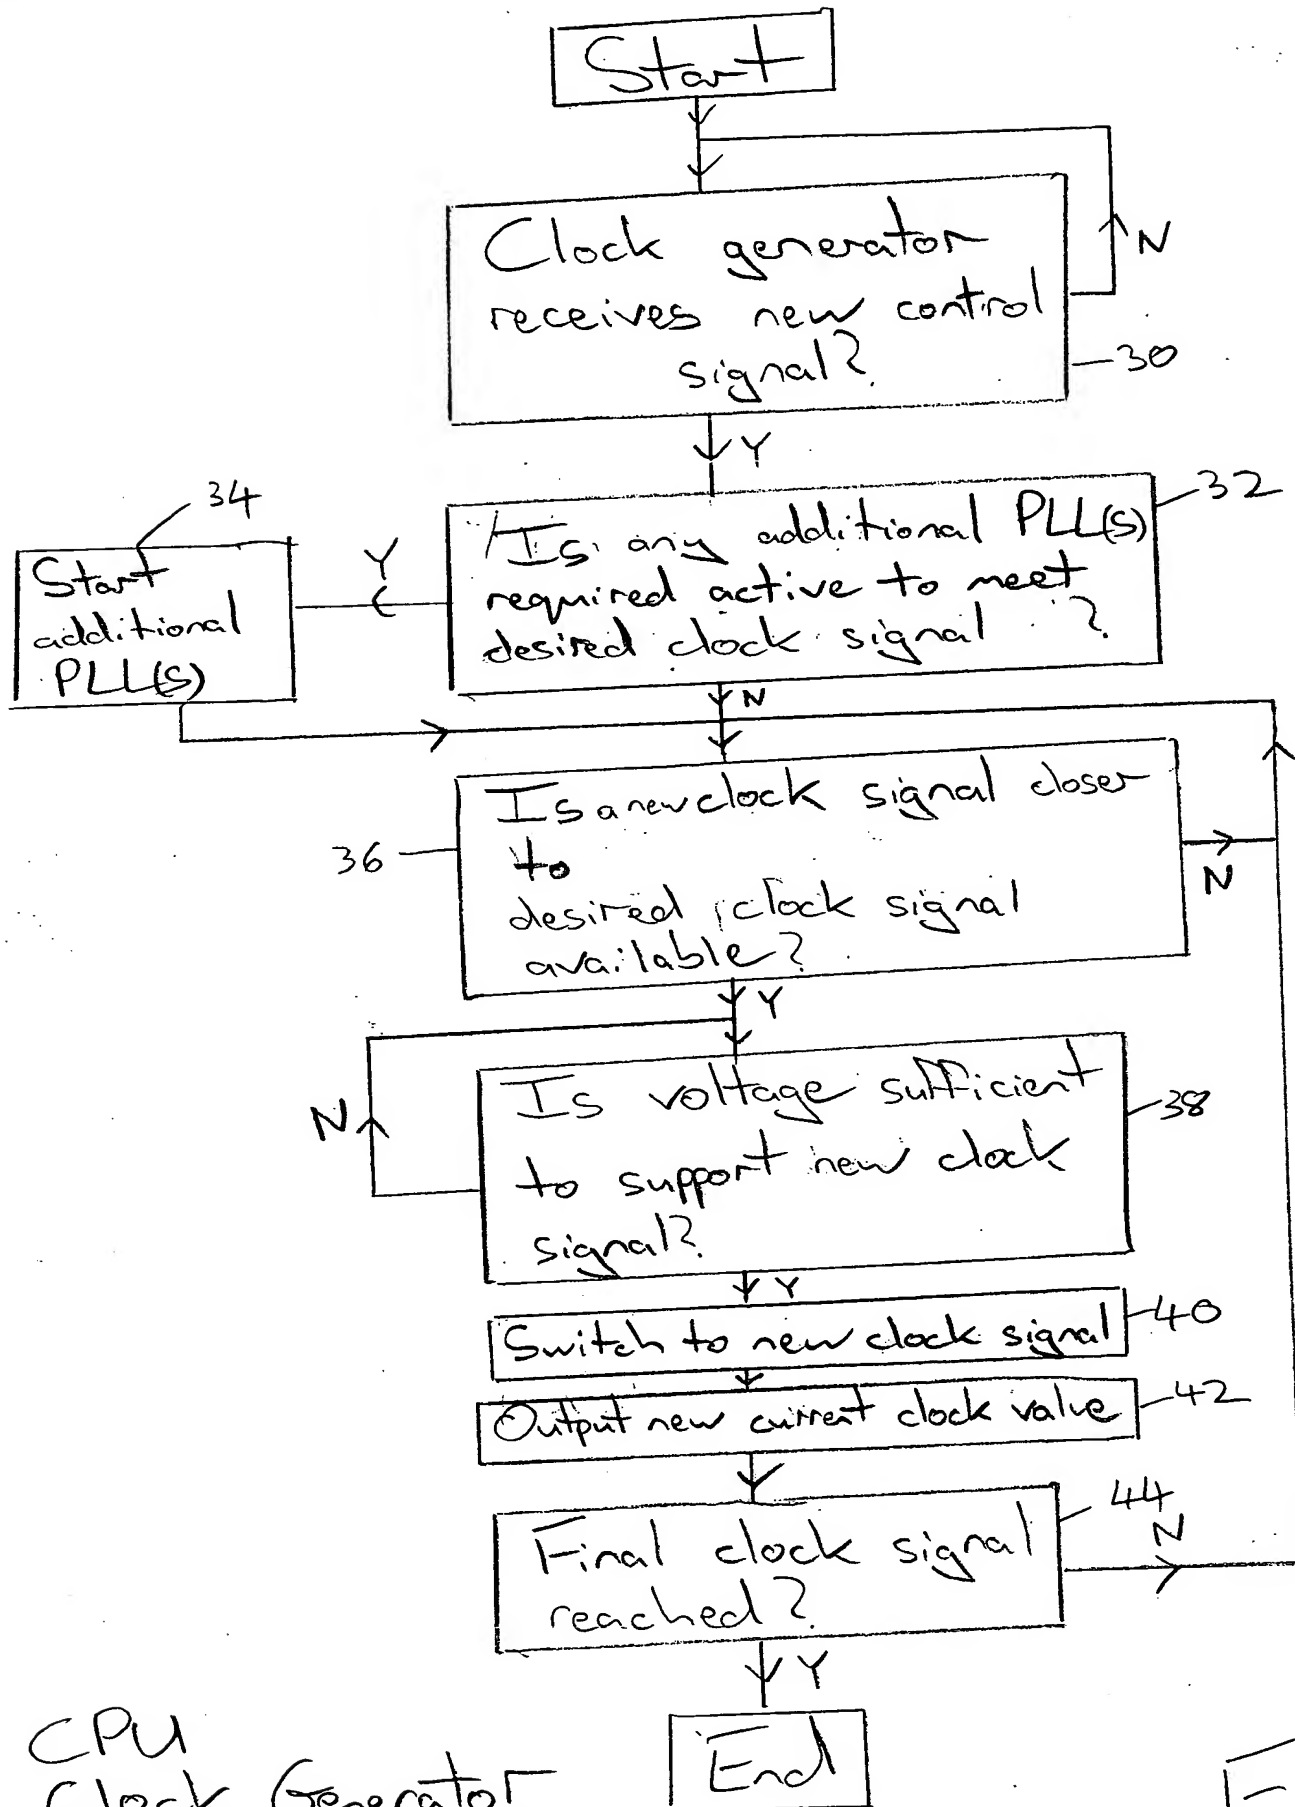 Start
Clock generator
receives new control
signal?
N
30
Y
34
32
Is any additional PLL(s)
required active to meet
desired clock signal ?
Y
Start
additional
PLL(s)
N
Is a new clock signal closer
to
desired clock signal
available?
36
N
Y
Is voltage sufficient
to support new clock
signal?
N
38
Y
Switch to new clock signal
40
Output new current clock value
42
Final clock signal
reached?
44
N
Y
End
CPU
Clock Generator